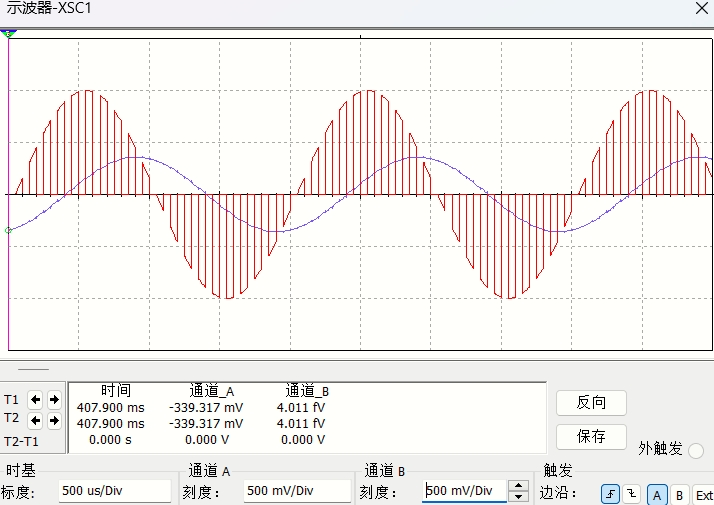 示波器-XSC1
时间 通道_A 通道_B
T1 407.900 ms -339.317 mV 4.011 fV
T2 407.900 ms -339.317 mV 4.011 fV
T2-T1 0.000 s 0.000 V 0.000 V
反向
保存
外触发
时基 通道 A 通道 B 触发
标度: 500 us/Div 刻度: 500 mV/Div 刻度: 500 mV/Div 边沿: A B Ext